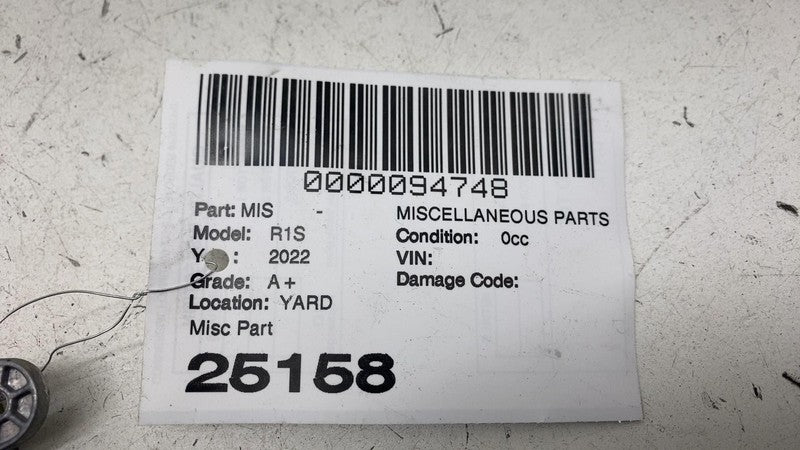 0000094748
Part: MIS - MISCELLANEOUS PARTS
Model: R1S Condition: 0cc
: 2022 VIN:
Grade: A+ Damage Code:
Location: YARD
Misc Part
25158